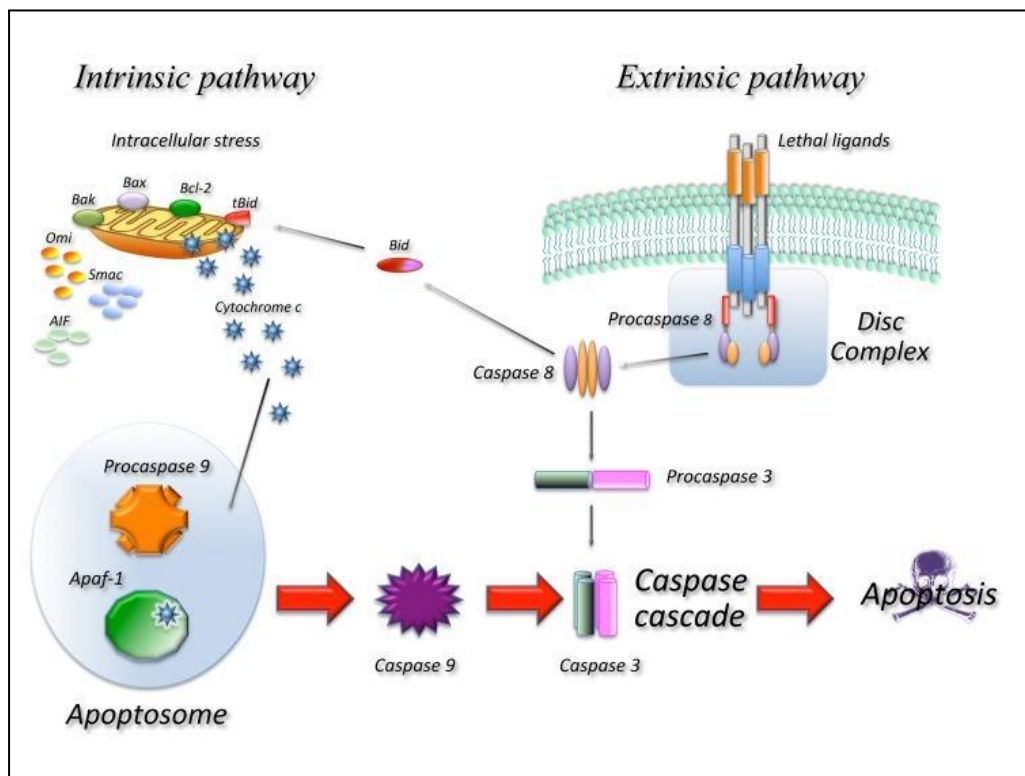 Intrinsic pathway
Extrinsic pathway
Intracellular stress
Lethal ligands
Bax
Bcl-2
Bak
tBid
Omi
Bid
Smac
Cytochrome c
AIF
Procaspase 8
Disc
Complex
Caspase 8
Procaspase 9
Procaspase 3
Apaf-1
Caspase
cascade
Apoptosis
Caspase 9
Caspase 3
Apoptosome